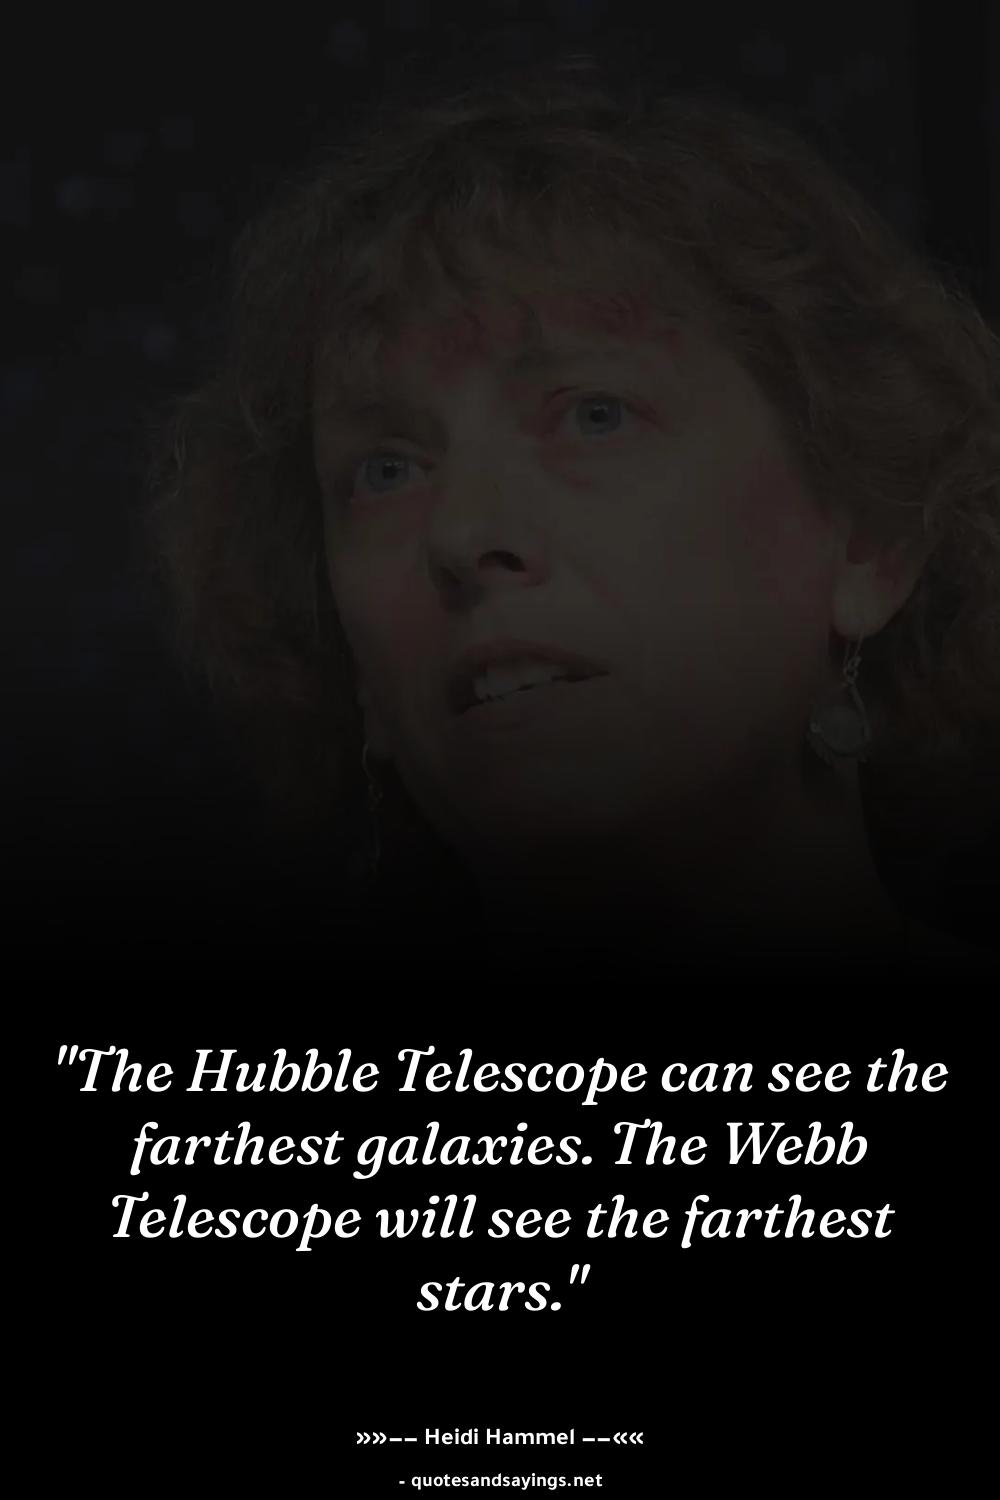 "The Hubble Telescope can see the
farthest galaxies. The Webb
Telescope will see the farthest
stars."
»»−− Heidi Hammel −−««
- quotesandsayings.net